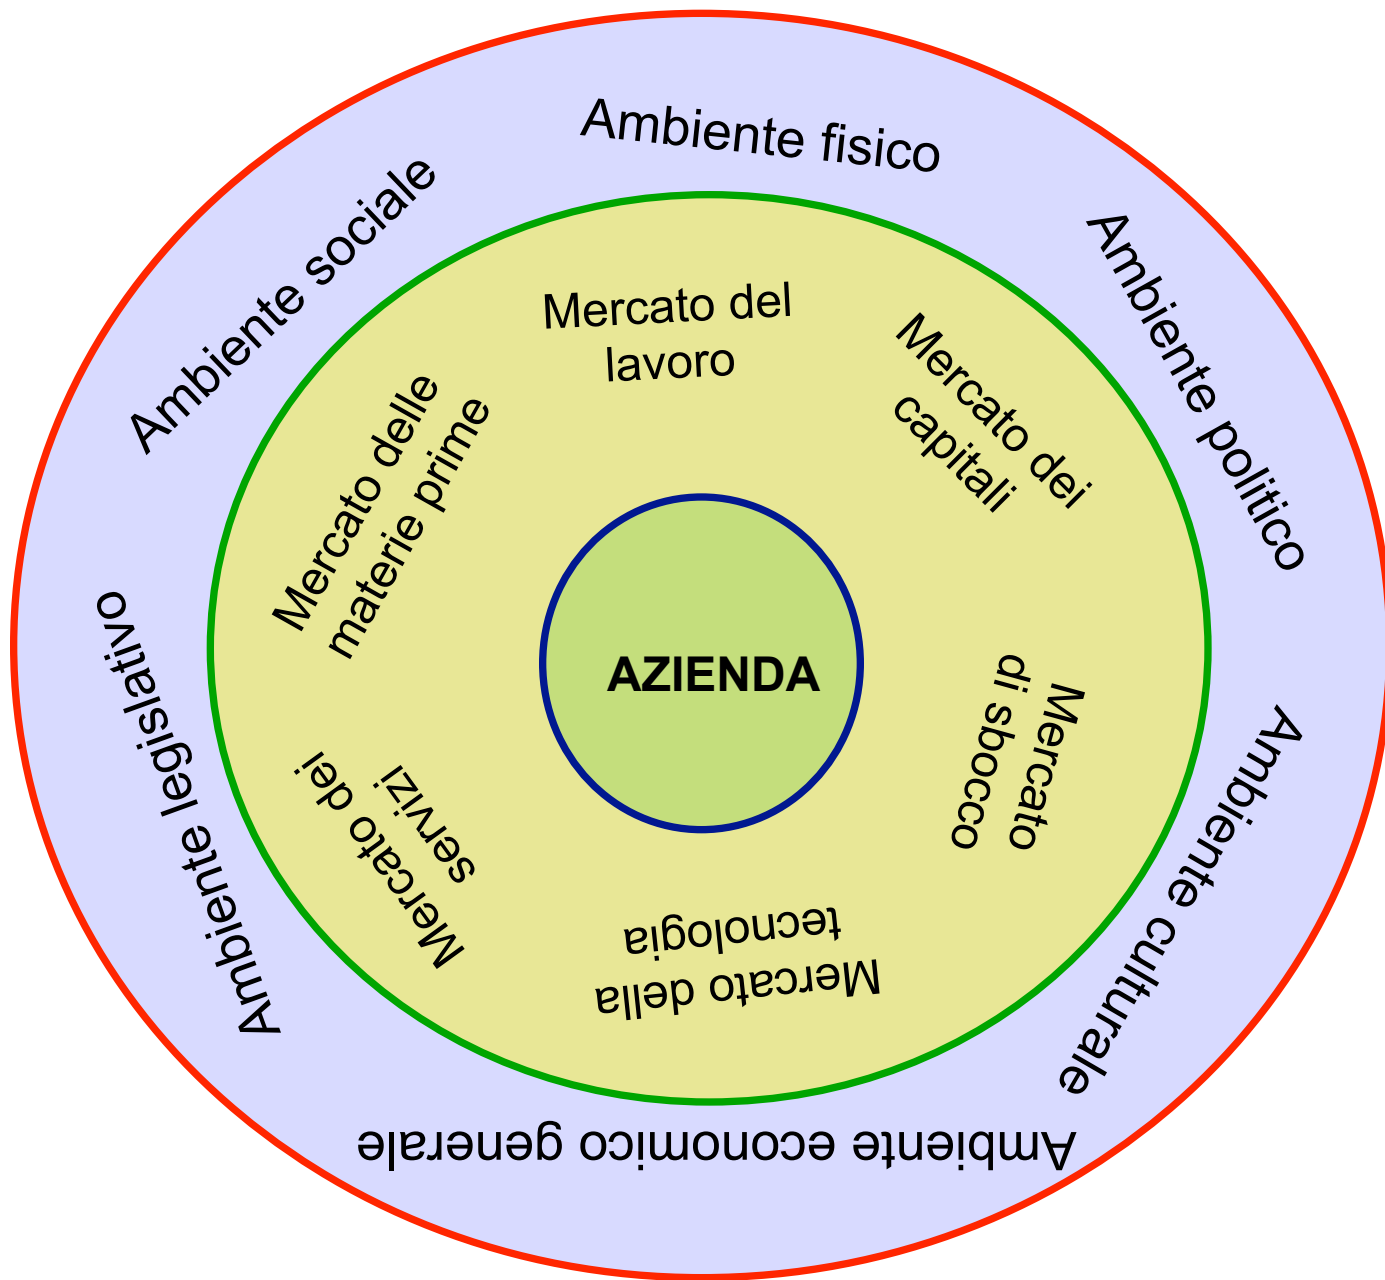 Ambiente fisico
Ambiente politico
Ambiente culturale
Ambiente economico generale
Ambiente legislativo
Ambiente sociale
Mercato del
lavoro
Mercato dei
capitali
Mercato
di sbocco
Mercato della
tecnologia
Mercato dei
servizi
Mercato delle
materie prime
AZIENDA